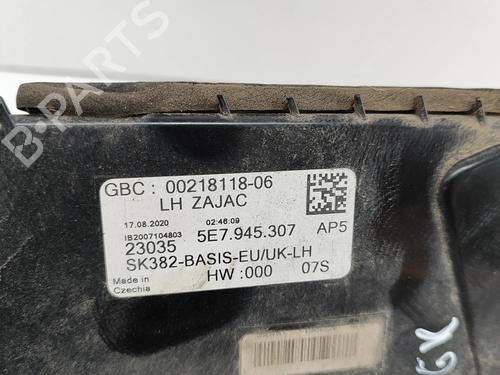 GBC: 00218118-06
LH ZAJAC
17.08.2020 02:46:09
IB2007104803
23035 5E7.945.307 AP5
SK382-BASIS-EU/UK-LH
Made in Czechia HW:000 07S
B-PARTS
GX